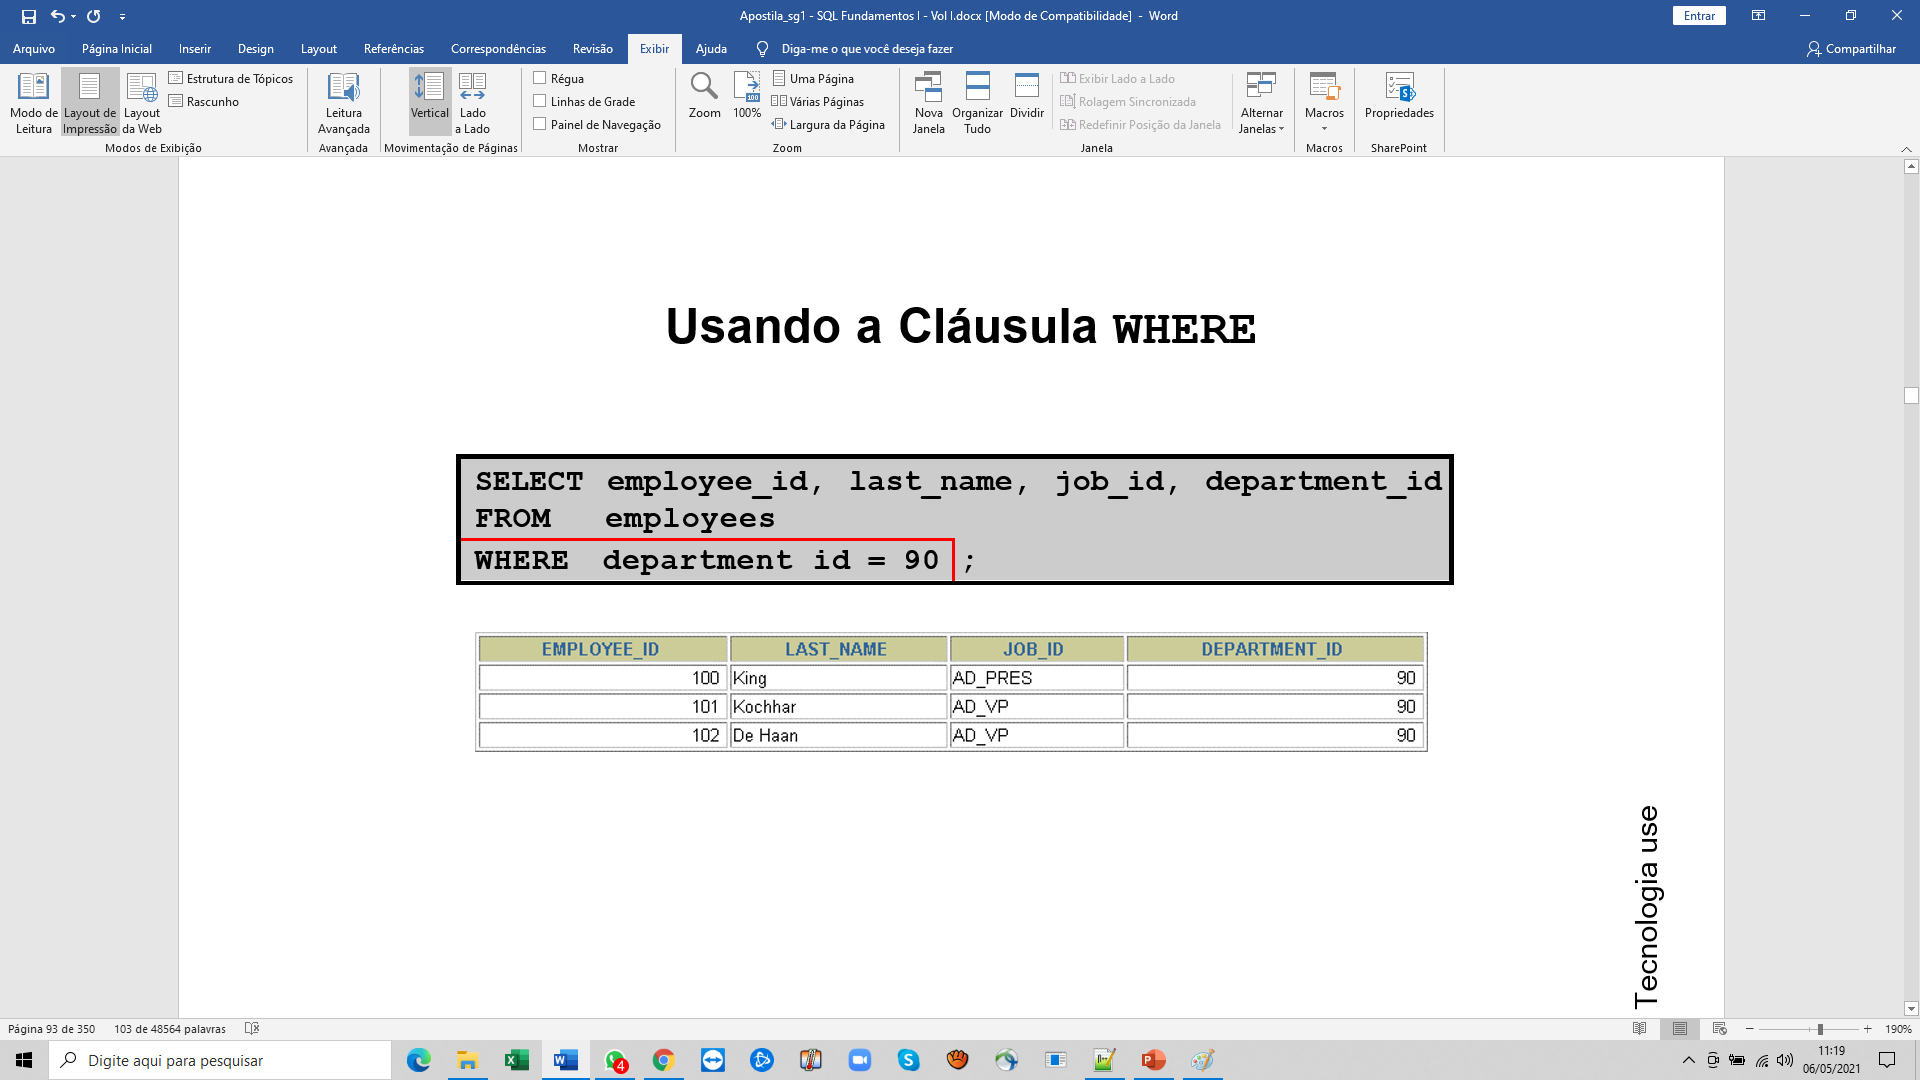 Apostila_sg1 - SQL Fundamentos I - Vol I.docx [Modo de Compatibilidade] - Word
Entrar
Arquivo Página Inicial Inserir Design Layout Referências Correspondências Revisão Exibir Ajuda Diga-me o que você deseja fazer Compartilhar
Modo de Leitura
Layout de Impressão
Layout da Web
Estrutura de Tópicos
Rascunho
Modos de Exibição
Leitura Avançada
Avançada
Vertical
Lado a Lado
Movimentação de Páginas
Régua
Linhas de Grade
Painel de Navegação
Mostrar
Zoom
100%
100
Uma Página
Várias Páginas
Largura da Página
Zoom
Nova Janela
Organizar Tudo
Dividir
Exibir Lado a Lado
Rolagem Sincronizada
Redefinir Posição da Janela
Alternar Janelas
Janela
Macros
Macros
Propriedades
SharePoint
Usando a Cláusula WHERE
SELECT employee_id, last_name, job_id, department_id
FROM employees
WHERE department id = 90 ;
EMPLOYEE_ID LAST_NAME JOB_ID DEPARTMENT_ID
100 King AD_PRES 90
101 Kochhar AD_VP 90
102 De Haan AD_VP 90
Tecnologia use
Página 93 de 350 103 de 48564 palavras
190%
Digite aqui para pesquisar
4
11:19
06/05/2021